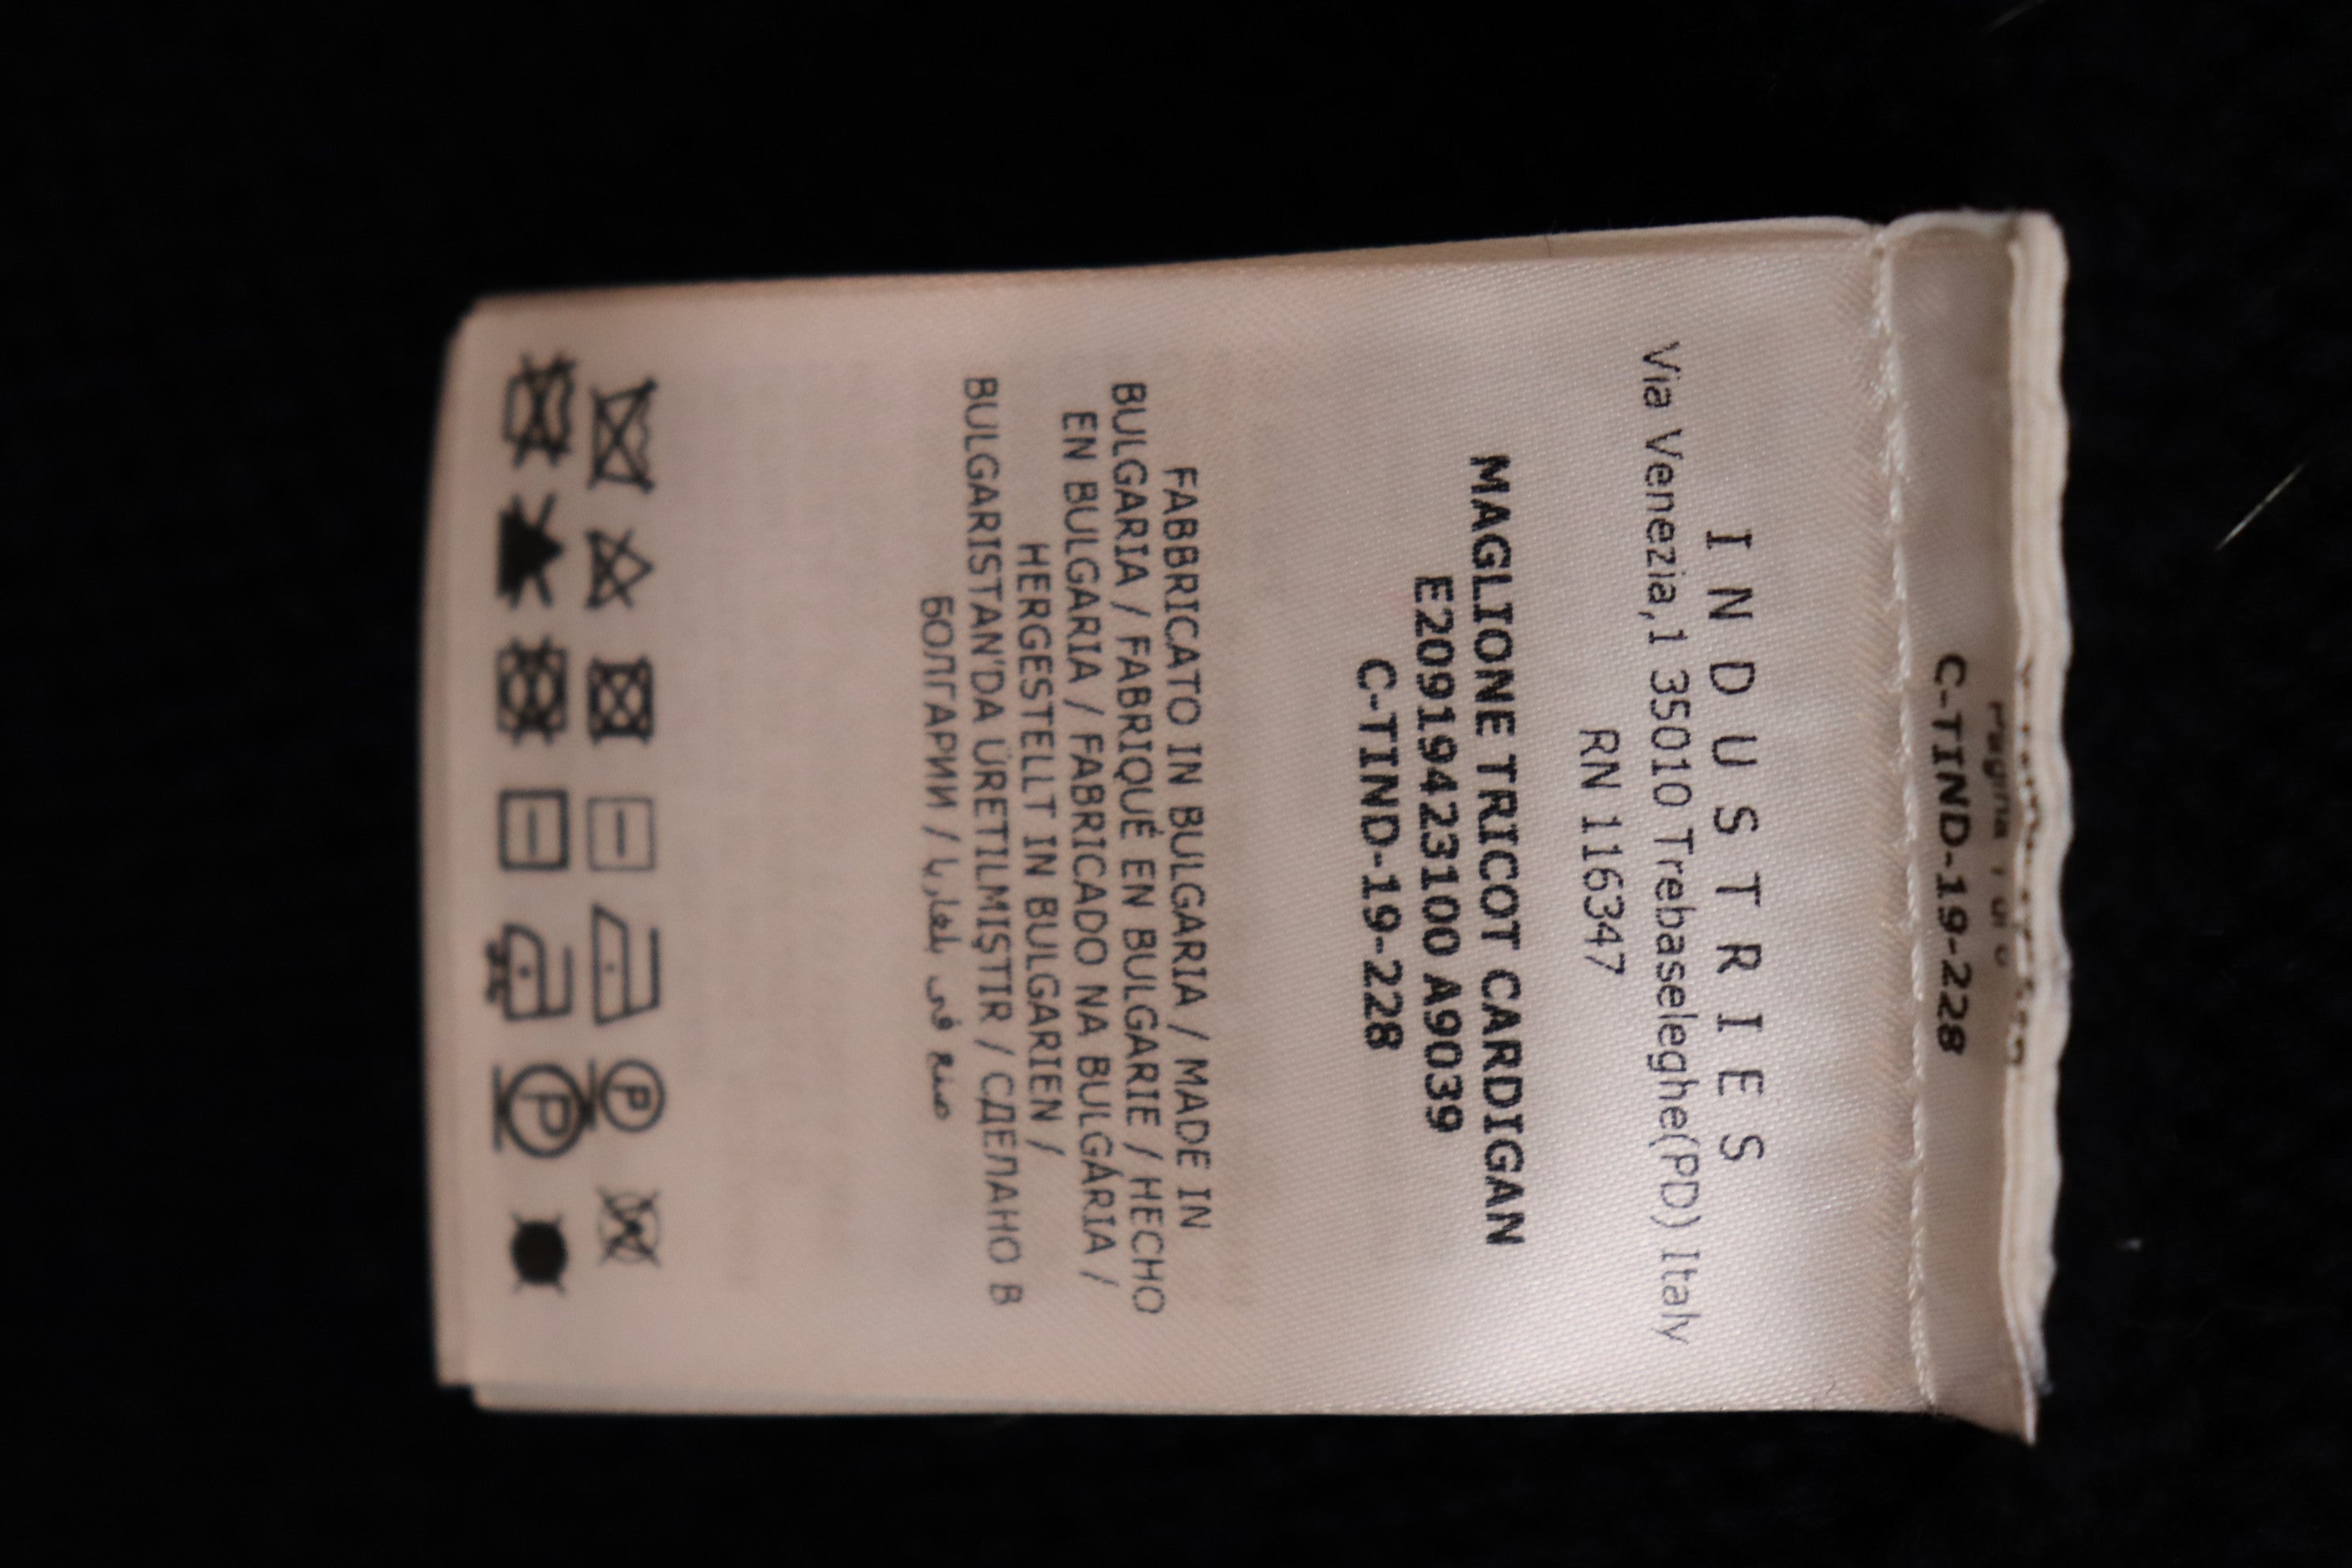 C-TIND-19-228
INDUSTRIES
Via Venezia,1 35010 Trebaseleghe(PD) Italy
RN 116347
MAGLIONE TRICOT CARDIGAN
E20919423100 A9039
C-TIND-19-228
FABBRICATO IN BULGARIA / MADE IN
BULGARIA / FABRIQUÉ EN BULGARIE / HECHO
EN BULGARIA / FABRICADO NA BULGÁRIA /
HERGESTELLT IN BULGARIEN /
BULGARISTAN'DA ÜRETILMIŞTIR / СДЕЛАНО В
БОЛГАРИИ / صنع في بلغاريا
P
P